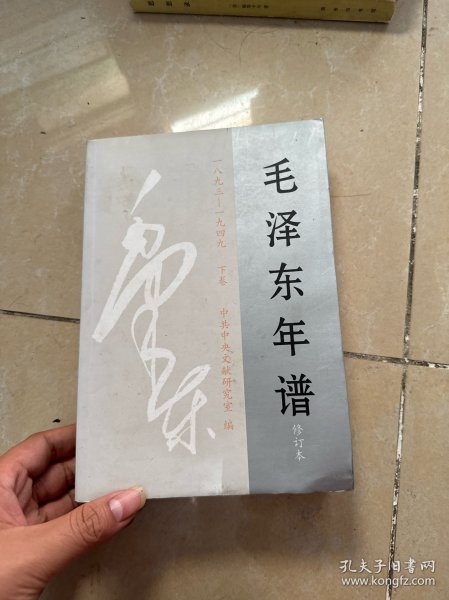 毛泽东年谱
修订本
一八九三—一九四九 下卷
中共中央文献研究室 编
孔夫子旧书网
www.kongfz.com